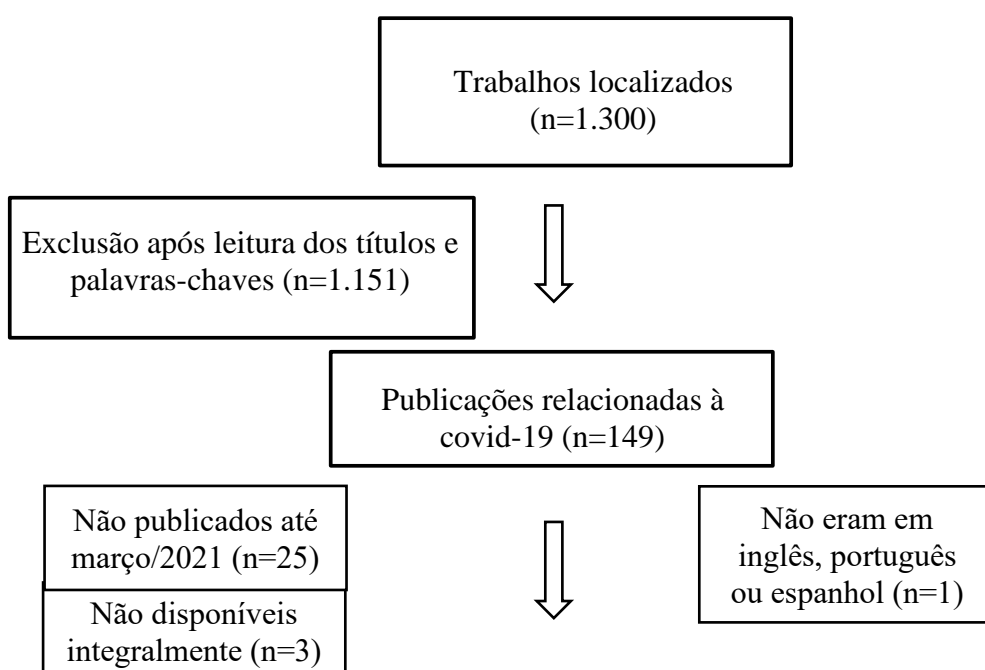 Trabalhos localizados
(n=1.300)
Exclusão após leitura dos títulos e
palavras-chaves (n=1.151)
Publicações relacionadas à
covid-19 (n=149)
Não publicados até
março/2021 (n=25)
Não eram em
inglês, português
ou espanhol (n=1)
Não disponíveis
integralmente (n=3)